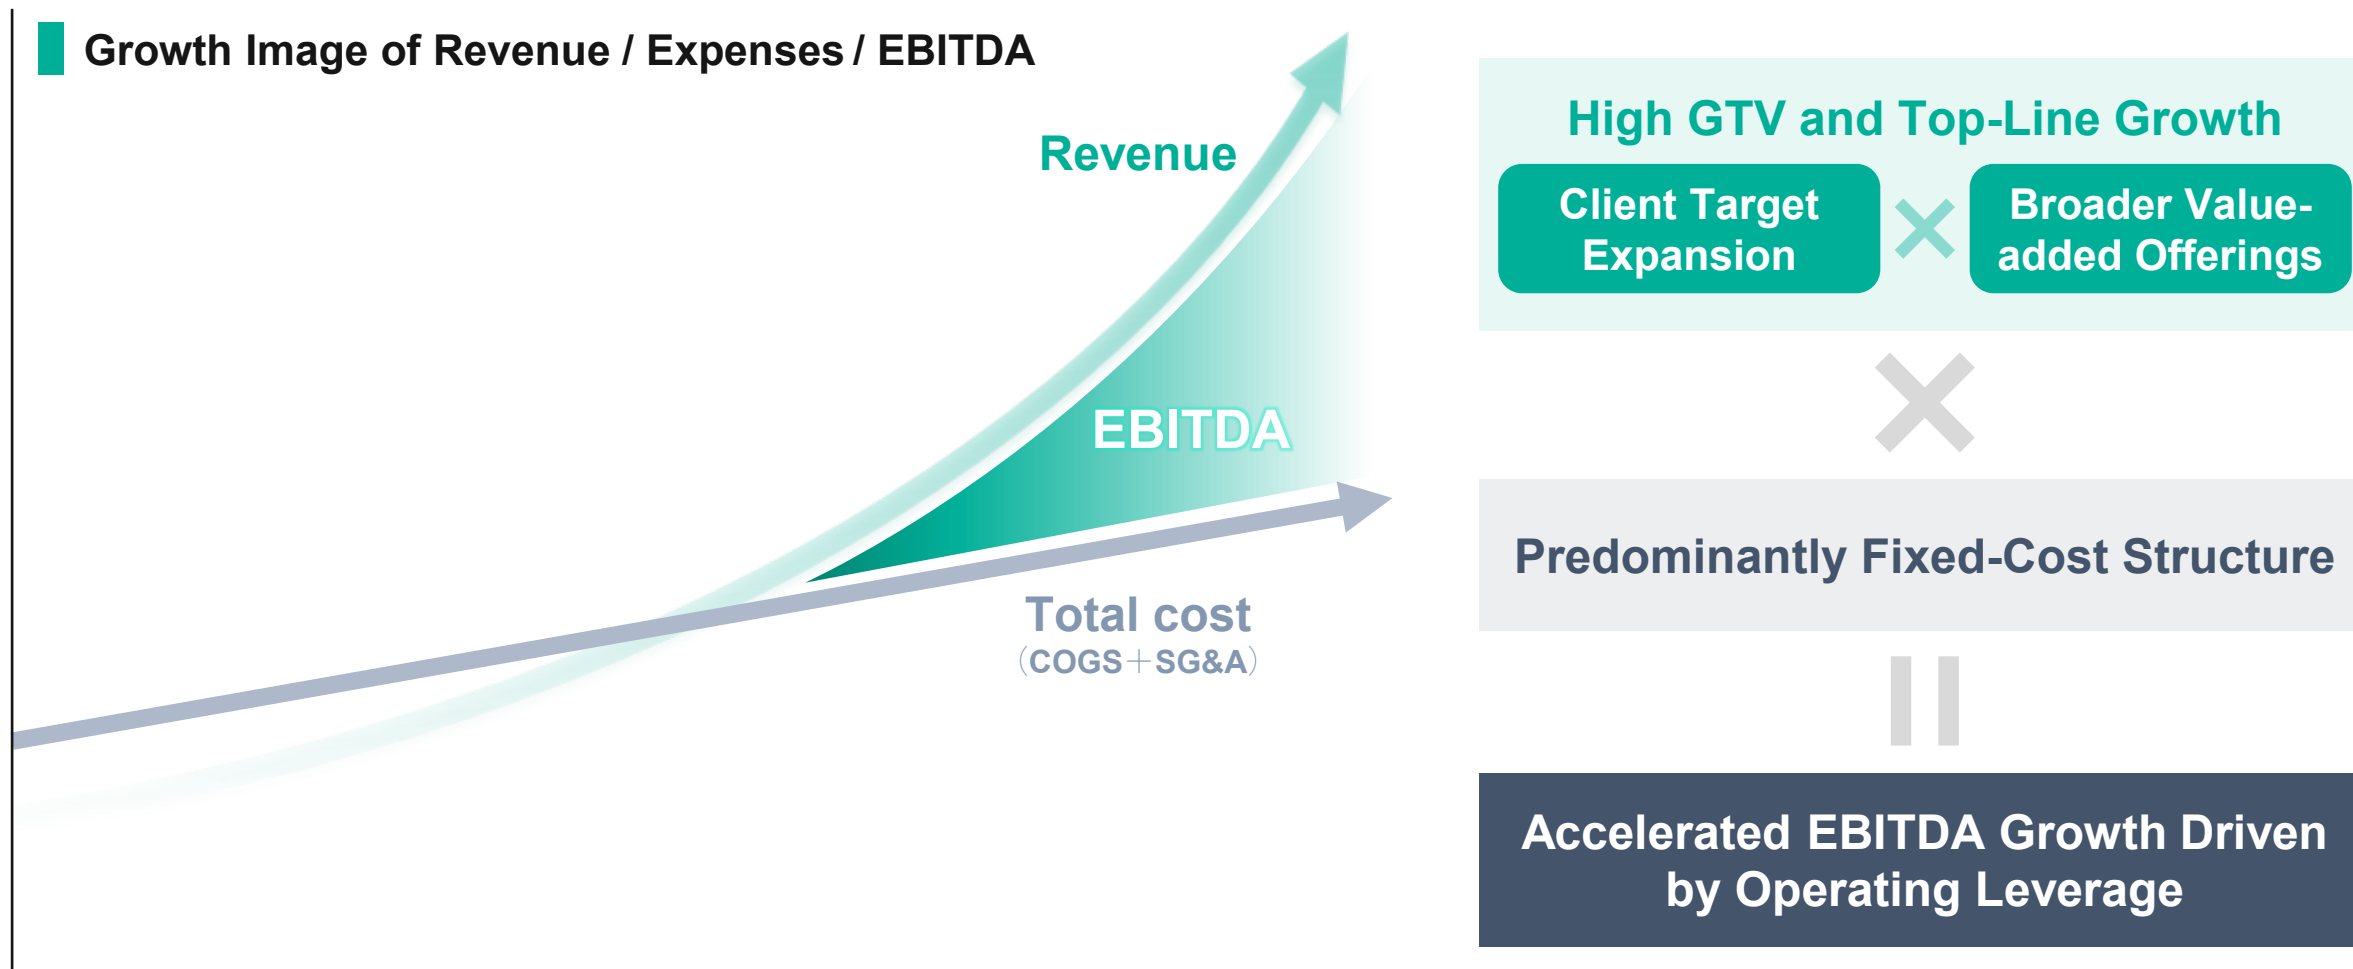 Growth Image of Revenue / Expenses / EBITDA
Revenue
EBITDA
Total cost
（COGS＋SG&A）
High GTV and Top-Line Growth
Client Target
Expansion
×
Broader Value-
added Offerings
×
Predominantly Fixed-Cost Structure
Accelerated EBITDA Growth Driven
by Operating Leverage